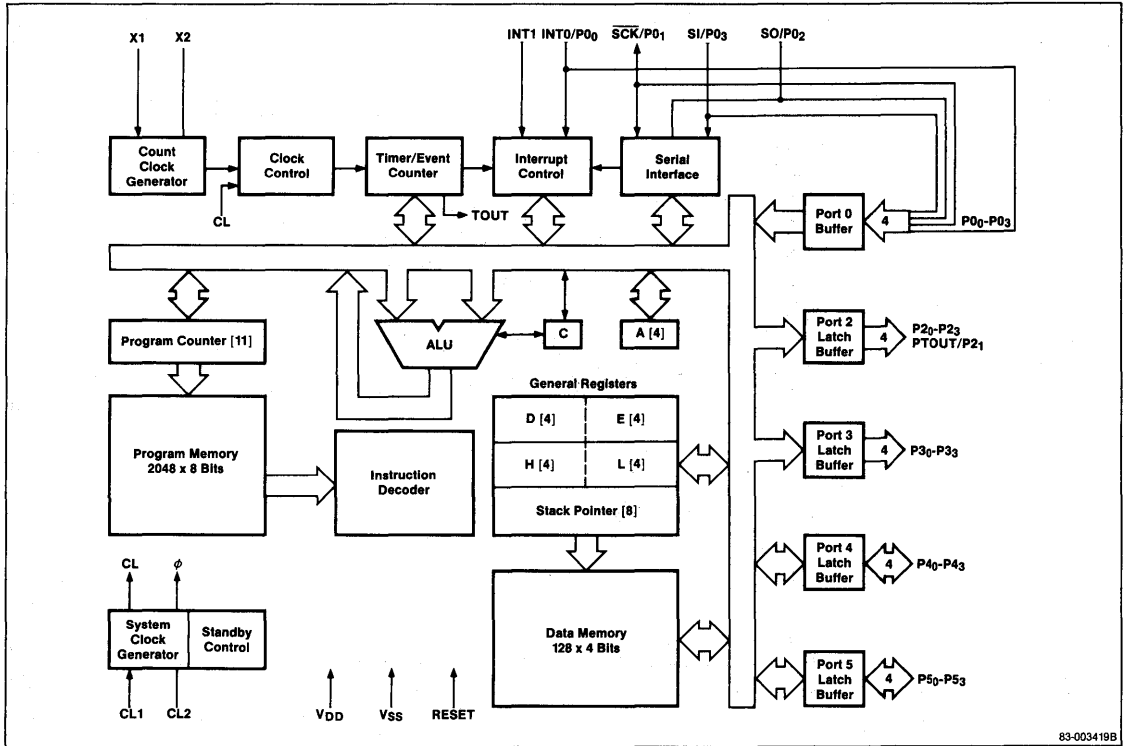 X1
X2
INT1 INT0/P0₀ S̅C̅K̅/P0₁ SI/P0₃ SO/P0₂
Count
Clock
Generator
Clock
Control
Timer/Event
Counter
Interrupt
Control
Serial
Interface
CL
TOUT
Port 0
Buffer
4
P0₀-P0₃
Program Counter [11]
ALU
C
A [4]
Port 2
Latch
Buffer
4
P2₀-P2₃
PTOUT/P2₁
General Registers
D [4]
E [4]
H [4]
L [4]
Stack Pointer [8]
Program Memory
2048 x 8 Bits
Instruction
Decoder
Port 3
Latch
Buffer
4
P3₀-P3₃
CL
ϕ
System
Clock
Generator
Standby
Control
CL1
CL2
VDD
VSS
RESET
Data Memory
128 x 4 Bits
Port 4
Latch
Buffer
4
P4₀-P4₃
Port 5
Latch
Buffer
4
P5₀-P5₃
83-003419B